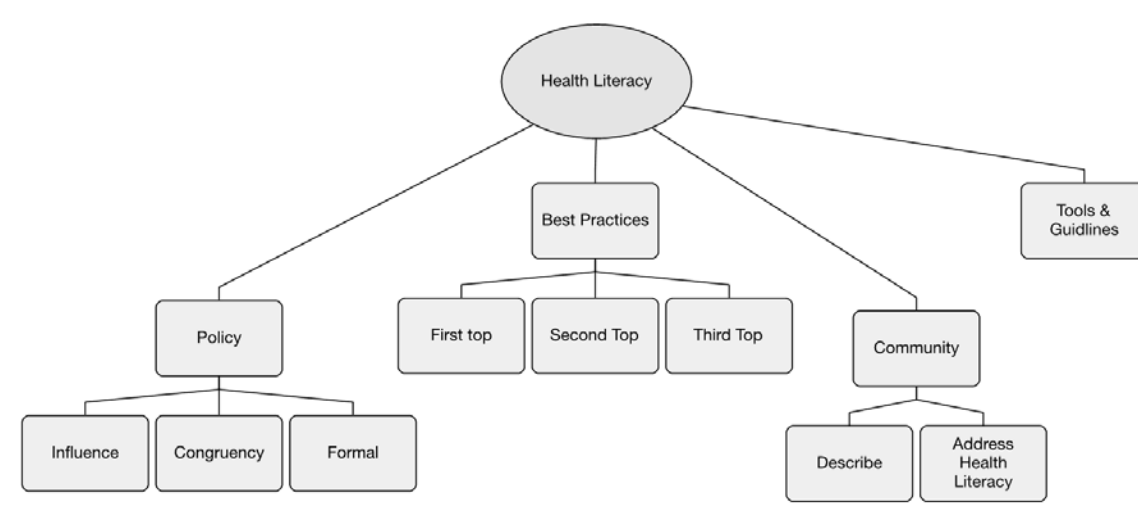 Health Literacy
Best Practices
Tools &
Guidlines
First top
Second Top
Third Top
Policy
Community
Influence
Congruency
Formal
Describe
Address
Health
Literacy